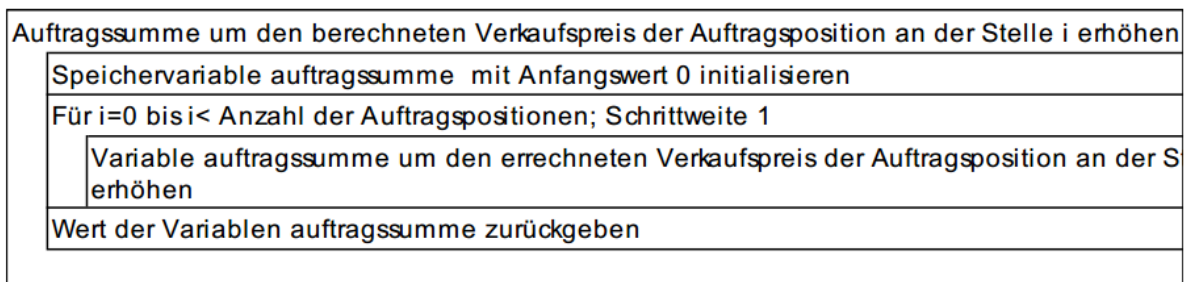 Auftragssumme um den berechneten Verkaufspreis der Auftragsposition an der Stelle i erhöhen
Speichervariable auftragssumme mit Anfangswert 0 initialisieren
Für i=0 bis i< Anzahl der Auftragspositionen; Schrittweite 1
Variable auftragssumme um den errechneten Verkaufspreis der Auftragsposition an der
erhöhen
Wert der Variablen auftragssumme zurückgeben